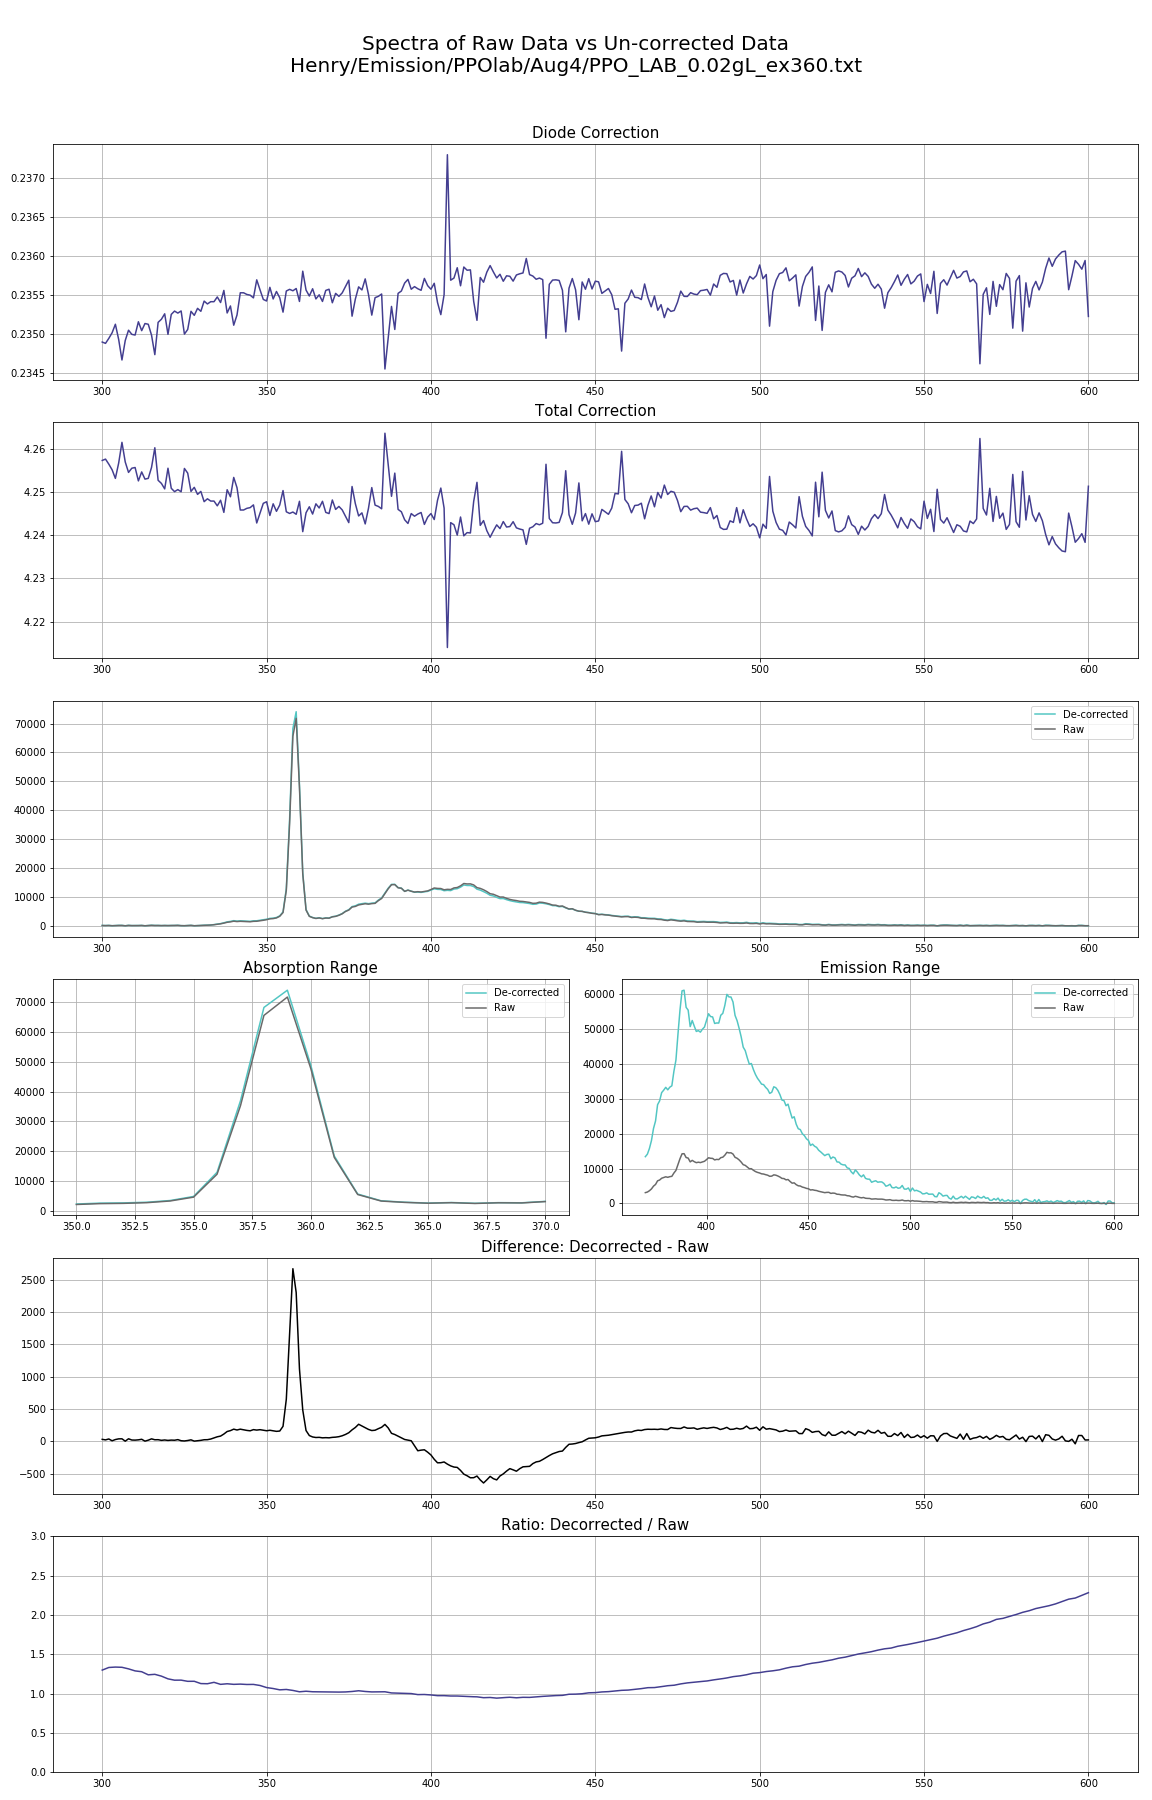 Spectra of Raw Data vs Un-corrected Data
Henry/Emission/PPOlab/Aug4/PPO_LAB_0.02gL_ex360.txt
Diode Correction
0.2370
0.2365
0.2360
0.2355
0.2350
0.2345
300 350 400 450 500 550 600
Total Correction
4.26
4.25
4.24
4.23
4.22
300 350 400 450 500 550 600
De-corrected
Raw
70000
60000
50000
40000
30000
20000
10000
0
300 350 400 450 500 550 600
Absorption Range
De-corrected
Raw
70000
60000
50000
40000
30000
20000
10000
0
350.0 352.5 355.0 357.5 360.0 362.5 365.0 367.5 370.0
Emission Range
De-corrected
Raw
60000
50000
40000
30000
20000
10000
0
400 450 500 550 600
Difference: Decorrected - Raw
2500
2000
1500
1000
500
0
−500
300 350 400 450 500 550 600
Ratio: Decorrected / Raw
3.0
2.5
2.0
1.5
1.0
0.5
0.0
300 350 400 450 500 550 600